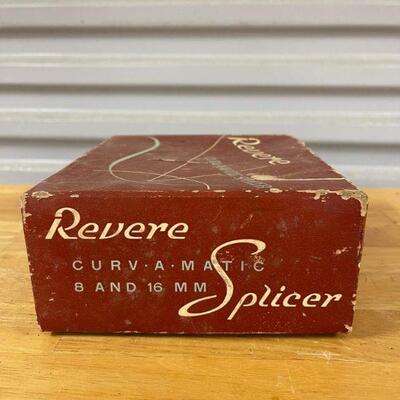 Revere
Revere
CURV·A·MATIC
8 AND 16 MM
Splicer